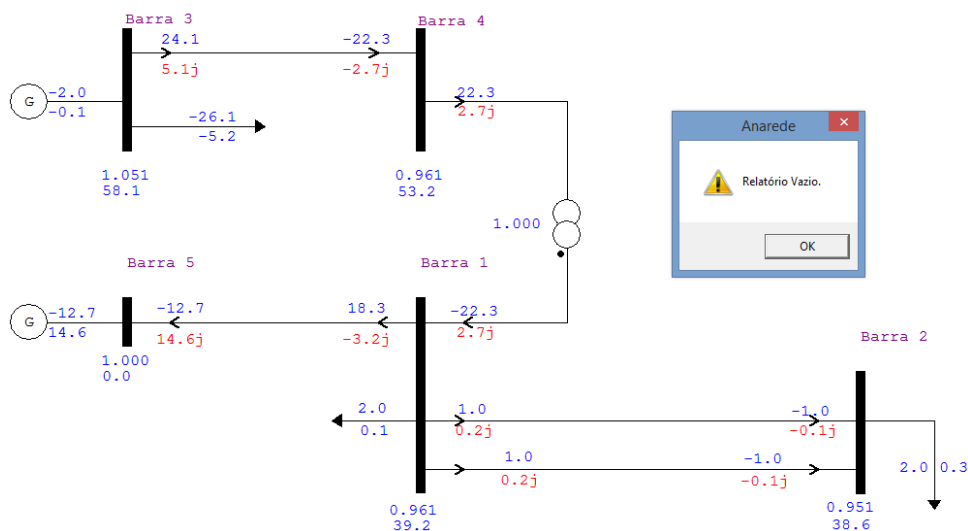 Barra 3
Barra 4
24.1
-22.3
5.1j
-2.7j
G
-2.0
-0.1
22.3
2.7j
-26.1
-5.2
1.051
58.1
0.961
53.2
1.000
Anarede
Relatório Vazio.
OK
Barra 5
Barra 1
G
-12.7
14.6
-12.7
14.6j
18.3
-3.2j
-22.3
2.7j
1.000
0.0
Barra 2
2.0
0.1
1.0
0.2j
-1.0
-0.1j
1.0
0.2j
-1.0
-0.1j
2.0
0.3
0.961
39.2
0.951
38.6